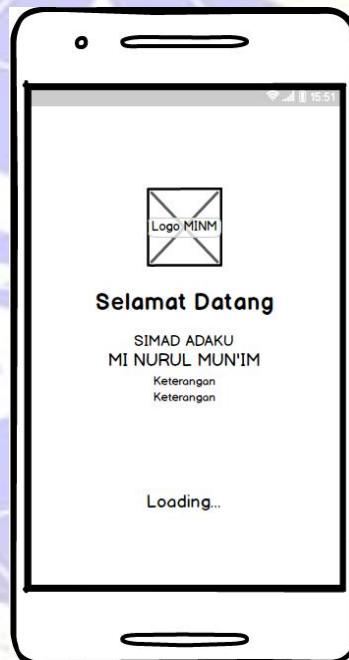 15:51
Logo MINM
Selamat Datang
SIMAD ADAKU
MI NURUL MUN'IM
Keterangan
Keterangan
Loading...